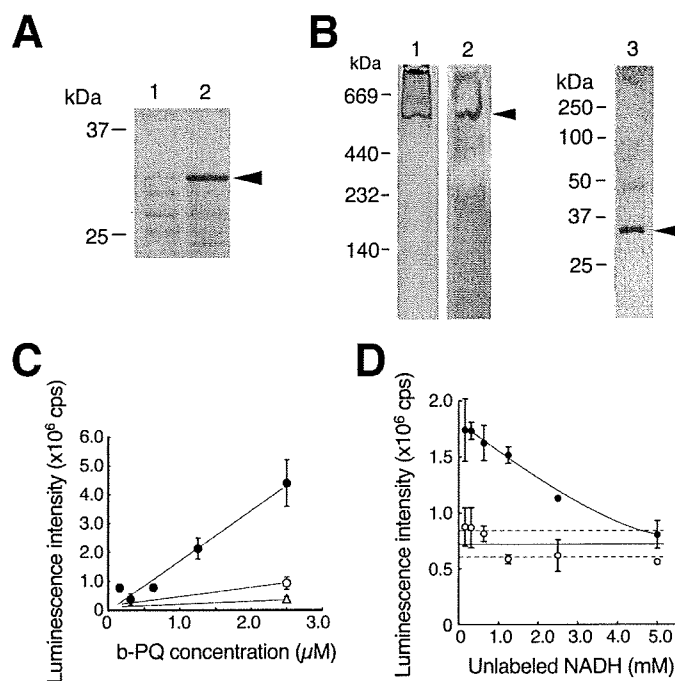 A
B
kDa
1 2
37
25
kDa
1 2
669
440
232
140
3
kDa
250
100
50
37
25
C
Luminescence intensity (x10⁶ cps)
6.0
5.0
4.0
3.0
2.0
1.0
0
1.0 2.0 3.0
b-PQ concentration (µM)
D
Luminescence intensity (x10⁶ cps)
2.0
1.5
1.0
0.5
0
0 1.0 2.0 3.0 4.0 5.0
Unlabeled NADH (mM)